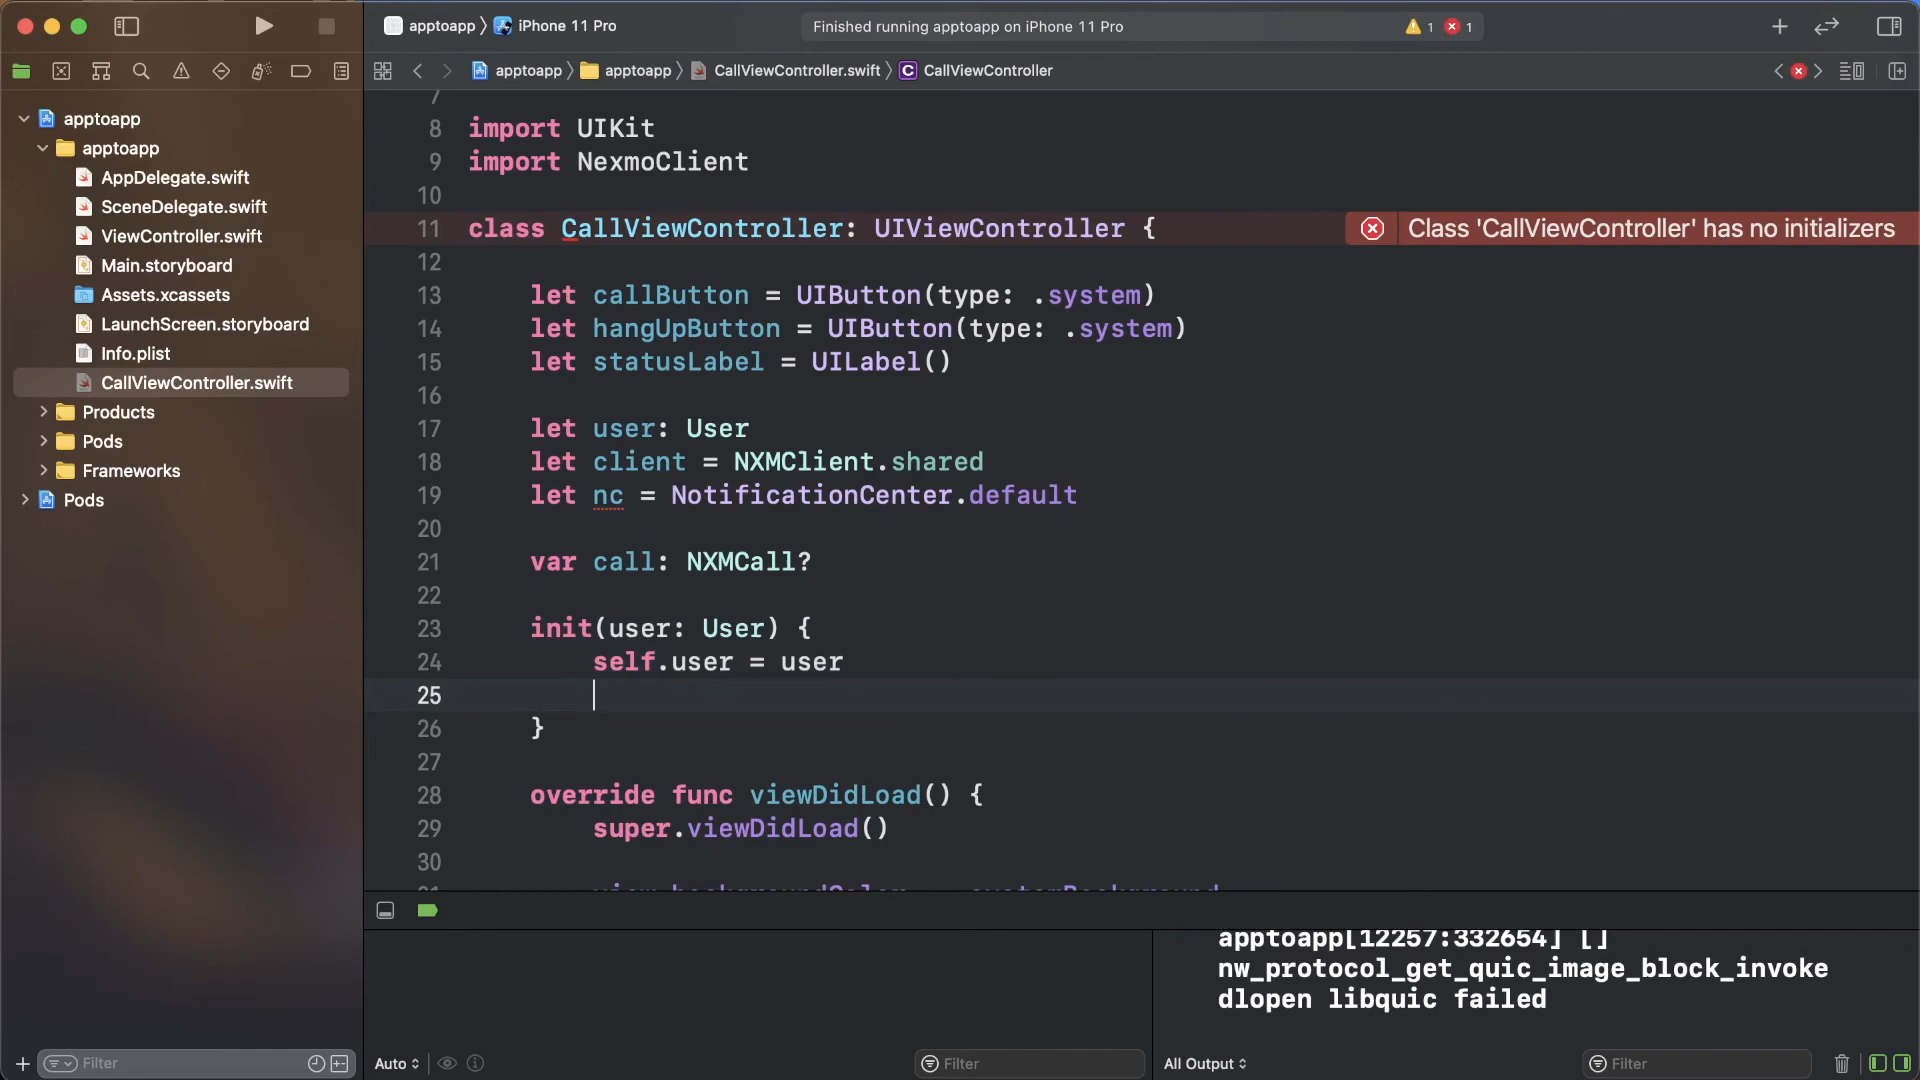 apptoapp
iPhone 11 Pro
Finished running apptoapp on iPhone 11 Pro
1
1
apptoapp
apptoapp
CallViewController.swift
C
CallViewController
apptoapp
apptoapp
AppDelegate.swift
SceneDelegate.swift
ViewController.swift
Main.storyboard
Assets.xcassets
LaunchScreen.storyboard
Info.plist
CallViewController.swift
Products
Pods
Frameworks
Pods
Filter
7
8 import UIKit
9 import NexmoClient
10
11 class CallViewController: UIViewController {
Class 'CallViewController' has no initializers
12
13 let callButton = UIButton(type: .system)
14 let hangUpButton = UIButton(type: .system)
15 let statusLabel = UILabel()
16
17 let user: User
18 let client = NXMClient.shared
19 let nc = NotificationCenter.default
20
21 var call: NXMCall?
22
23 init(user: User) {
24 self.user = user
25
26 }
27
28 override func viewDidLoad() {
29 super.viewDidLoad()
30
apptoapp[12257:332654] []
nw_protocol_get_quic_image_block_invoke
dlopen libquic failed
Auto
Filter
All Output
Filter